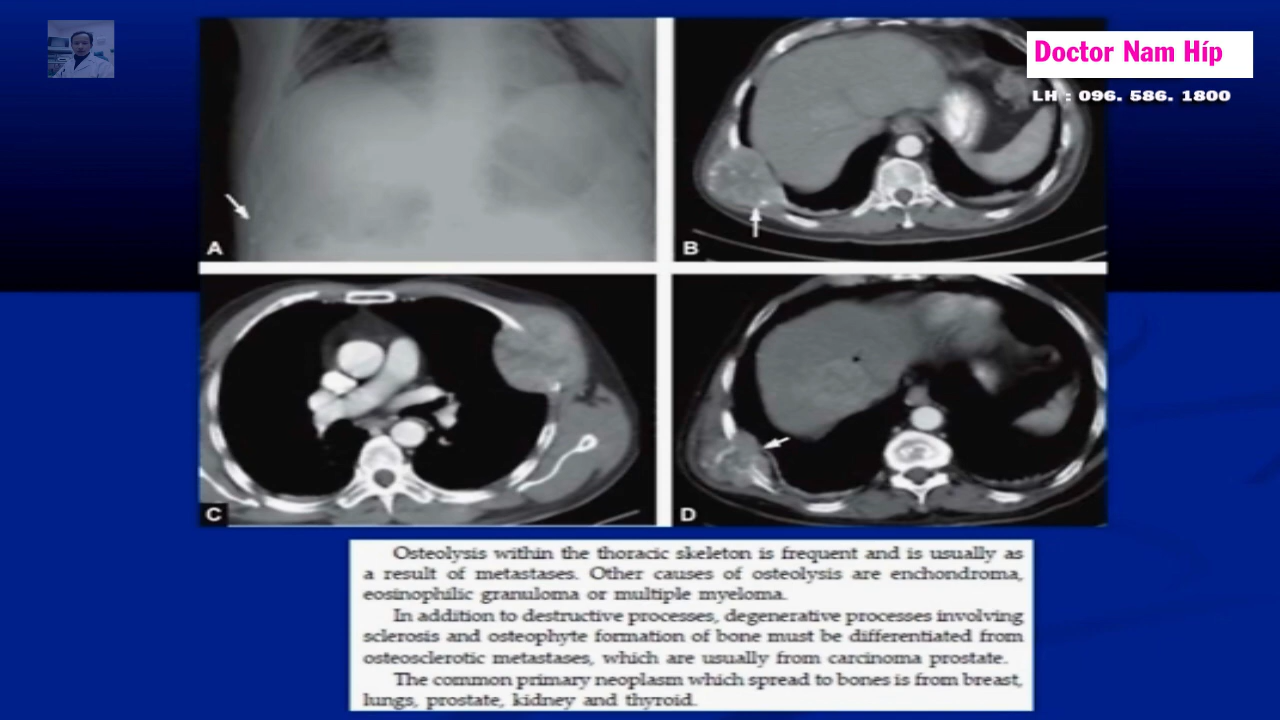 Doctor Nam Híp
LH : 096. 586. 1800
A
B
C
D
Osteolysis within the thoracic skeleton is frequent and is usually as
a result of metastases. Other causes of osteolysis are enchondroma,
eosinophilic granuloma or multiple myeloma.
In addition to destructive processes, degenerative processes involving
sclerosis and osteophyte formation of bone must be differentiated from
osteosclerotic metastases, which are usually from carcinoma prostate.
The common primary neoplasm which spread to bones is from breast,
lungs, prostate, kidney and thyroid.